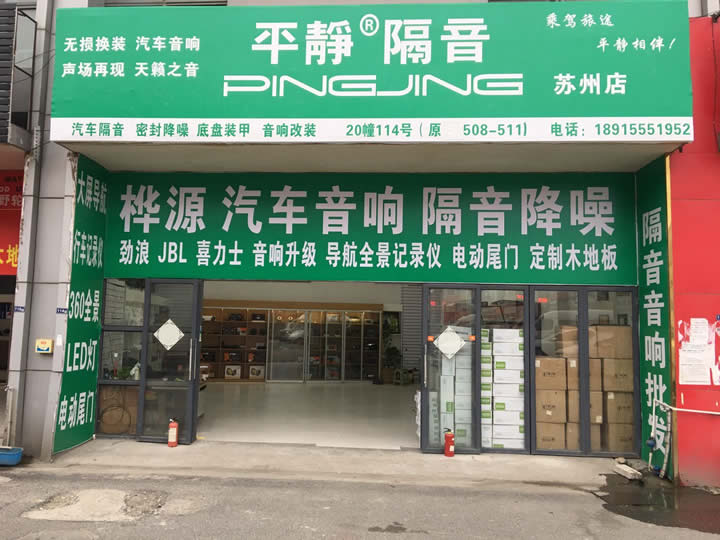 无损换装 汽车音响
声场再现 天籁之音
平靜®隔音
PINGJING
乘駕旅途
平静相伴!
苏州店
汽车隔音 密封降噪 底盘装甲 音响改装 20幢114号(原 508-511) 电话:18915551952
桦源 汽车音响 隔音降噪
劲浪 JBL 喜力士 音响升级 导航全景记录仪 电动尾门 定制木地板
大屏导航
行车记录仪
360全景
LED灯
电动尾门
隔音音响批发